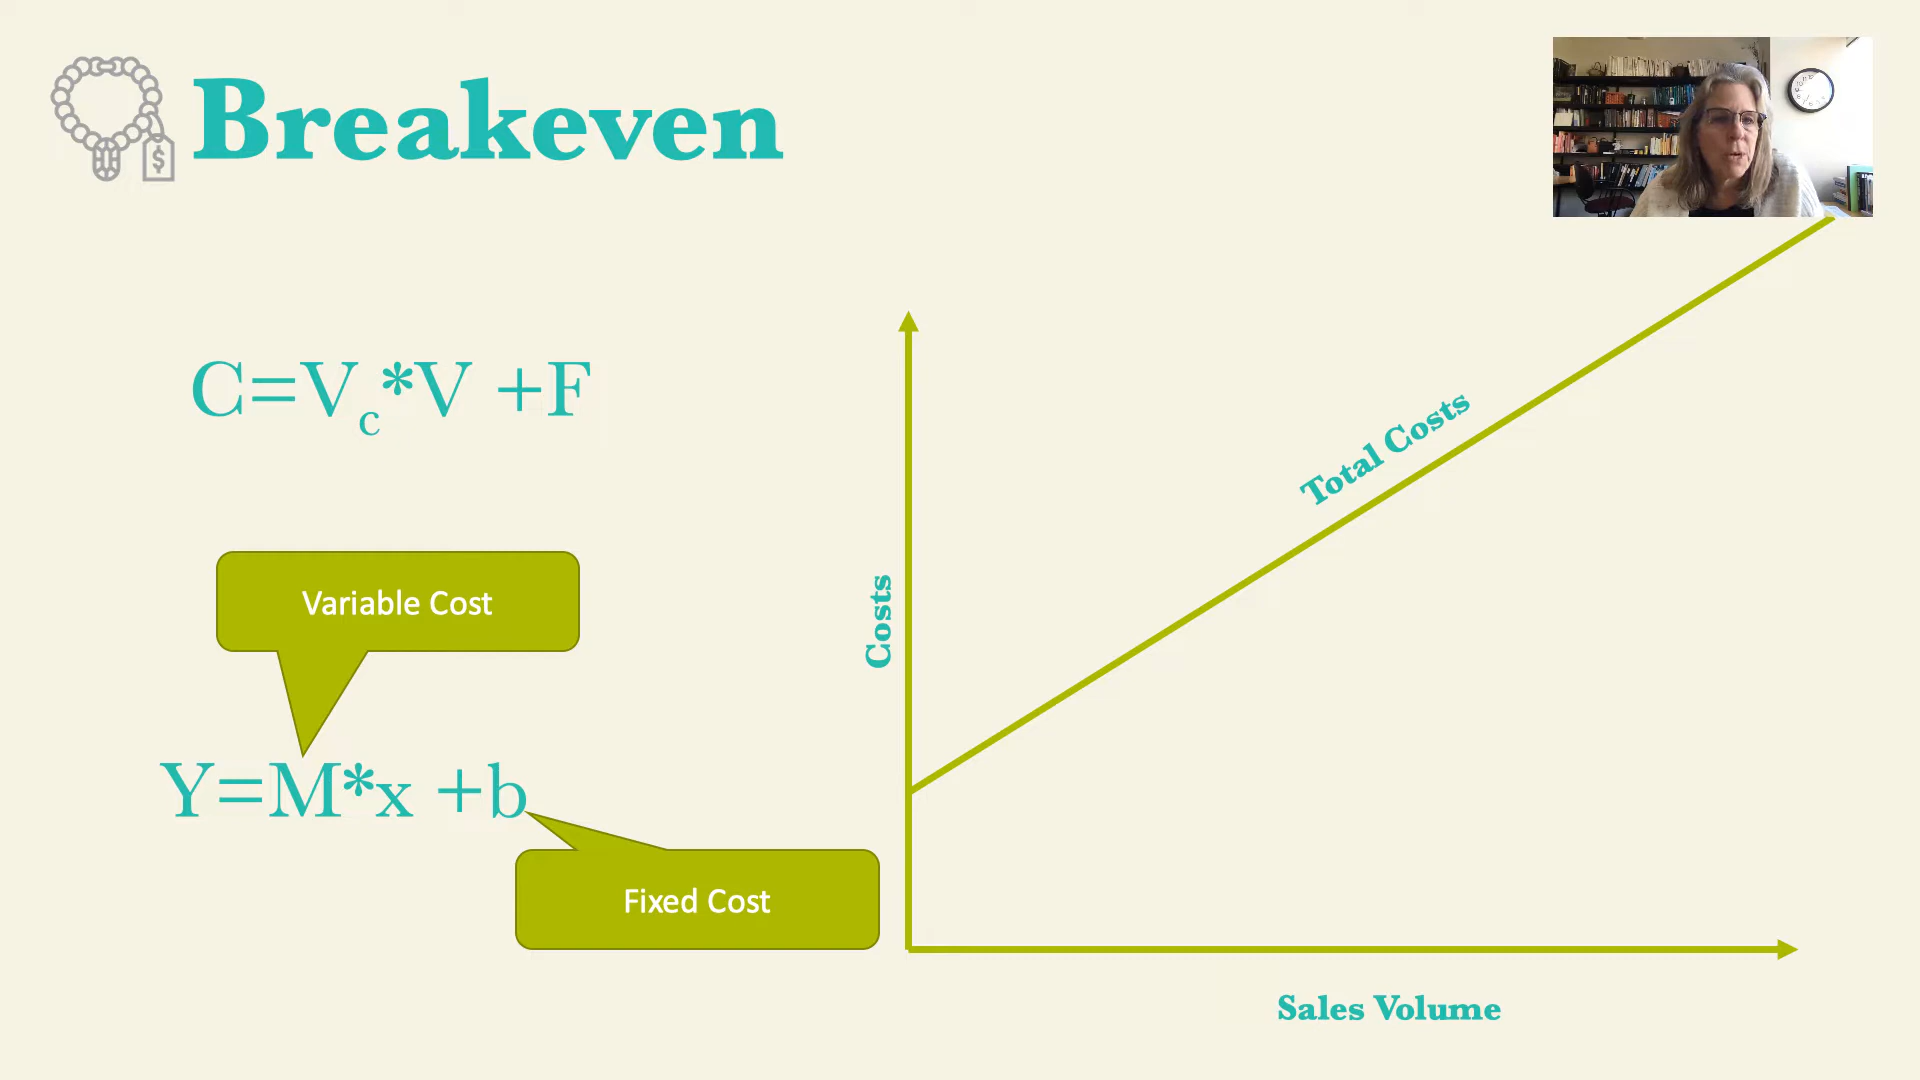 $
Breakeven
C=Vc*V +F
Variable Cost
Y=M*x +b
Fixed Cost
Costs
Total Costs
Sales Volume